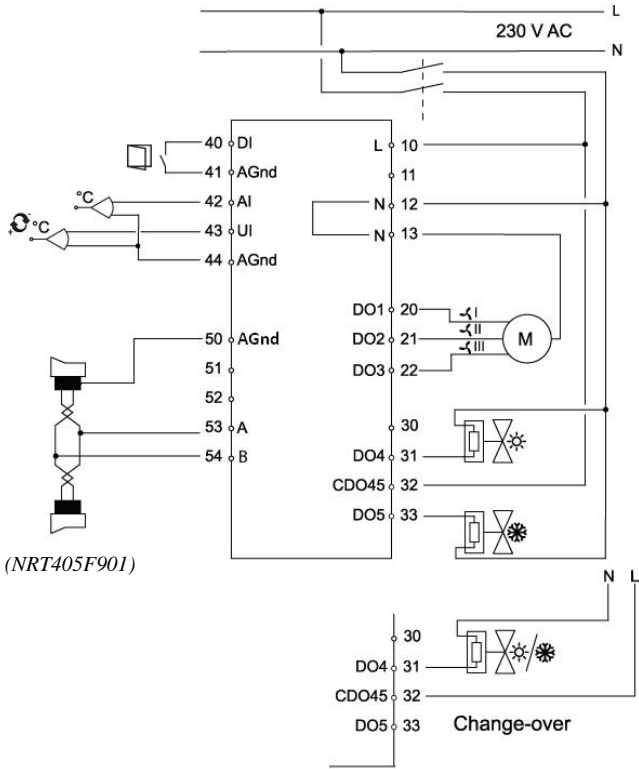 L
230 V AC
N
40 DI
L 10
41 AGnd
11
°C
42 AI
N 12
°C
43 UI
N 13
44 AGnd
DO1 20 I
50 AGnd
DO2 21 II M
51
DO3 22 III
52
30
53 A
DO4 31
54 B
CDO45 32
DO5 33
(NRT405F901)
N L
30
DO4 31
CDO45 32
DO5 33 Change-over